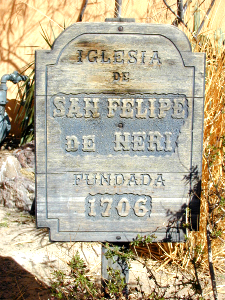 IGLESIA
DE
SAN FELIPE
DE NERI
FUNDADA
1706